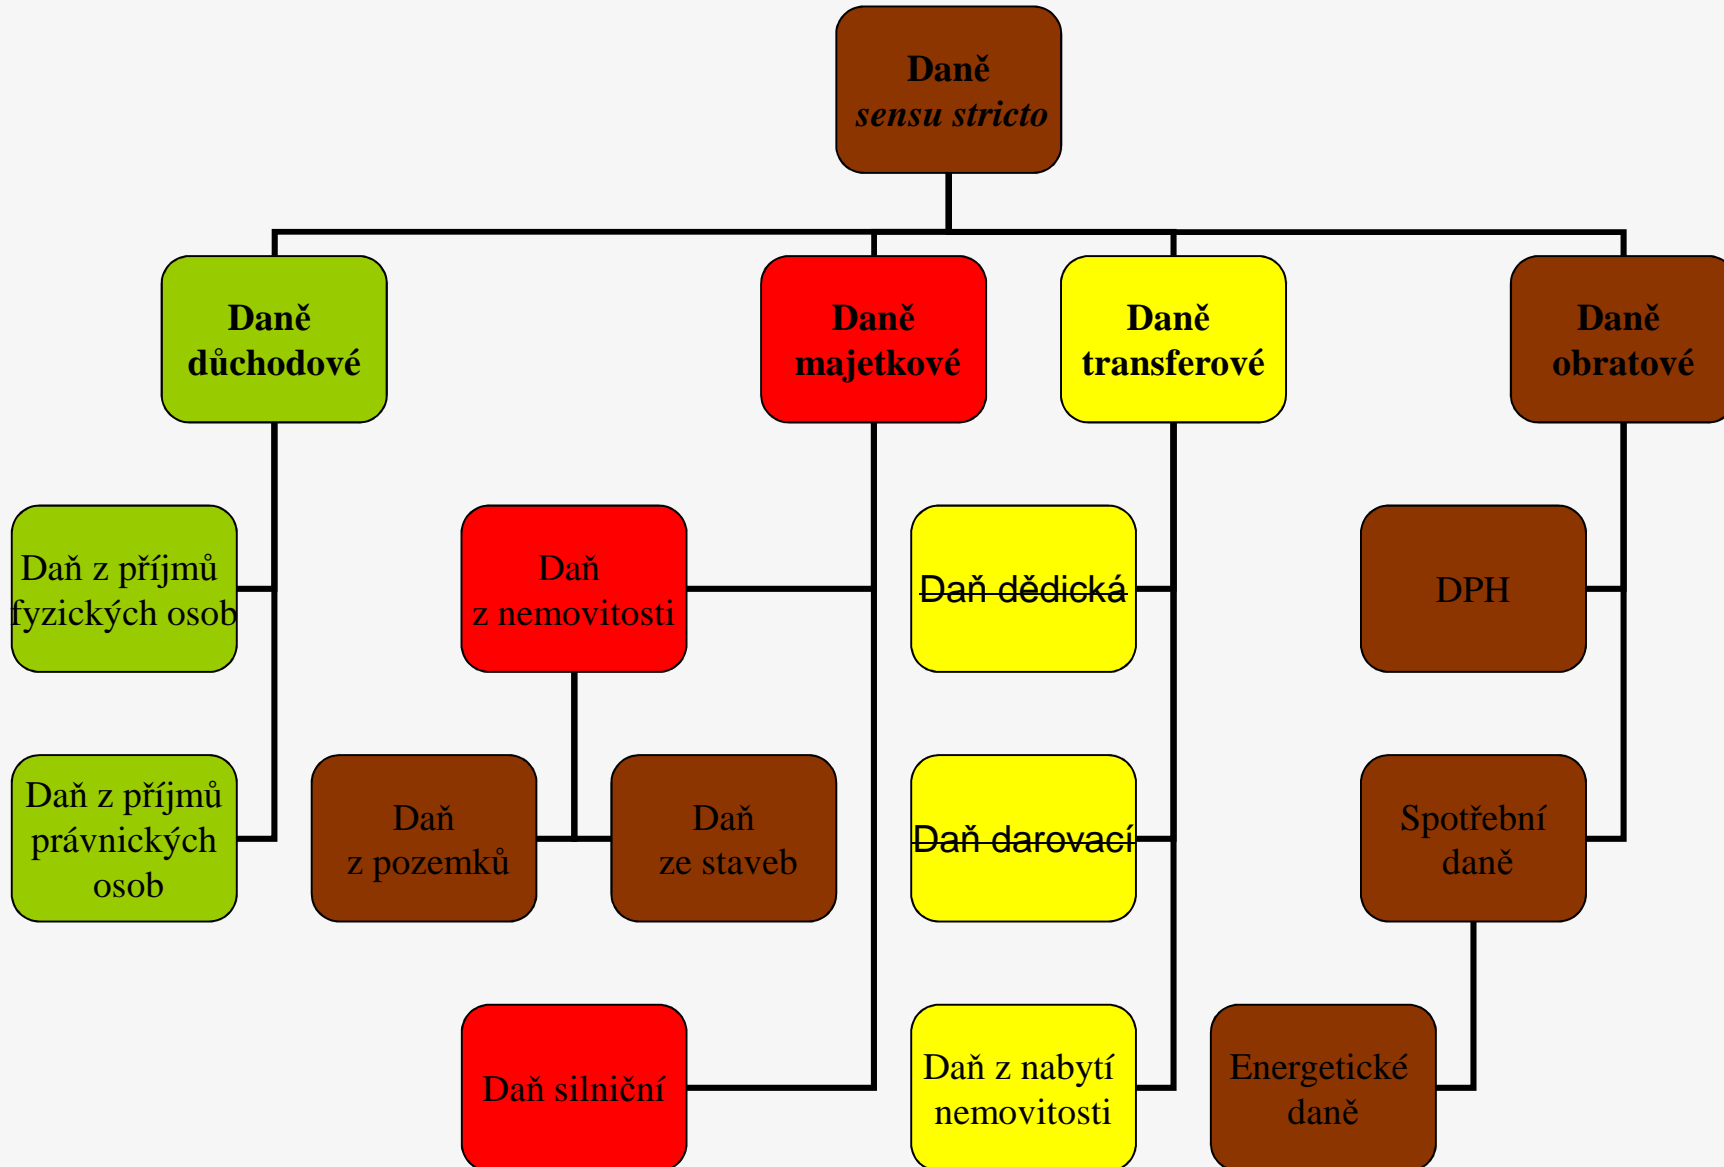 Daně
sensu stricto
Daně
důchodové
Daně
majetkové
Daně
transferové
Daně
obratové
Daň z příjmů
fyzických osob
Daň
z nemovitosti
Daň dědická
DPH
Daň z příjmů
právnických
osob
Daň
z pozemků
Daň
ze staveb
Daň darovací
Spotřební
daně
Daň silniční
Daň z nabytí
nemovitosti
Energetické
daně